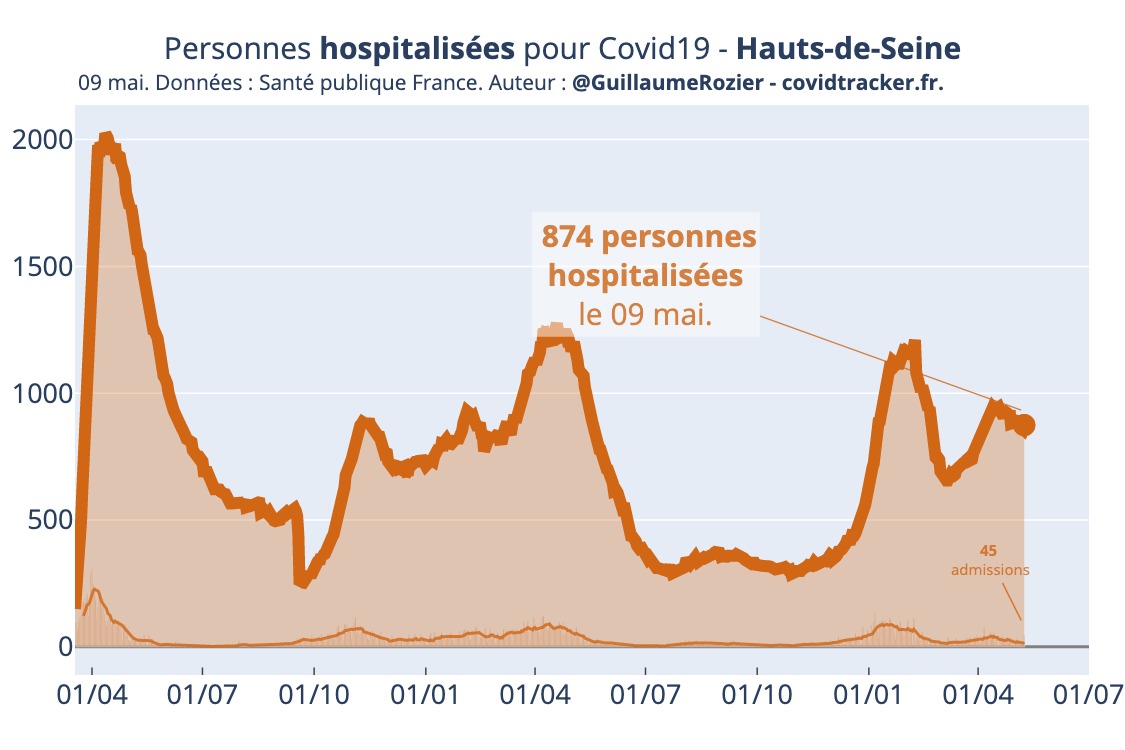 Personnes hospitalisées pour Covid19 - Hauts-de-Seine
09 mai. Données : Santé publique France. Auteur : @GuillaumeRozier - covidtracker.fr.
2000
1500
1000
500
0
874 personnes
hospitalisées
le 09 mai.
45
admissions
01/04 01/07 01/10 01/01 01/04 01/07 01/10 01/01 01/04 01/07